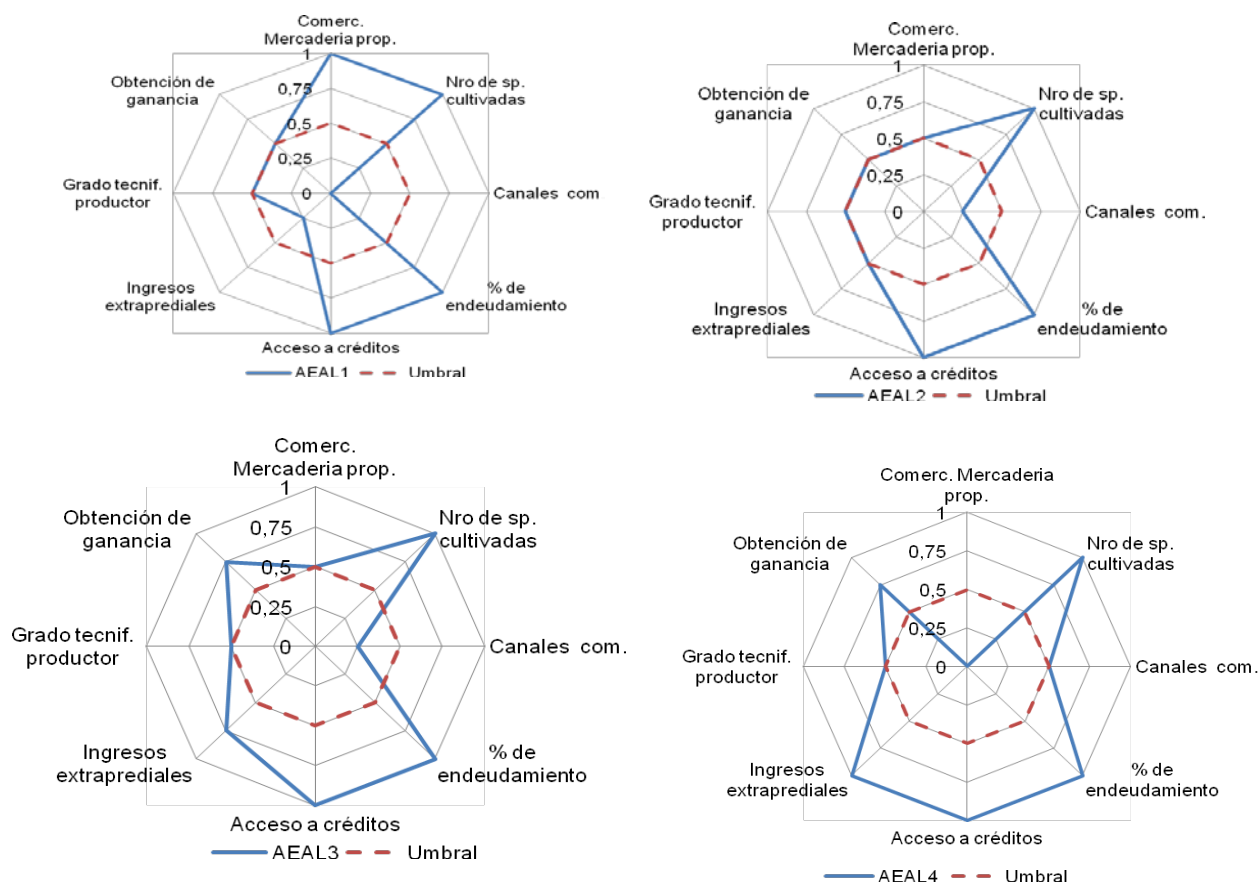 Comerc.
Mercaderia prop.
1
Obtención de
ganancia
0.75
Nro de sp.
cultivadas
0.5
0.25
Grado tecnif.
productor
0
Canales com.
Ingresos
extraprediales
% de
endeudamiento
Acceso a créditos
AEAL1
Umbral
Comerc.
Mercaderia prop.
1
Obtención de
ganancia
0.75
Nro de sp.
cultivadas
0.5
0.25
Grado tecnif.
productor
0
Canales com.
Ingresos
extraprediales
% de
endeudamiento
Acceso a créditos
AEAL2
Umbral
Comerc.
Mercaderia prop.
1
Obtención de
ganancia
0,75
Nro de sp.
cultivadas
0,5
0,25
Grado tecnif.
productor
0
Canales com.
Ingresos
extraprediales
% de
endeudamiento
Acceso a créditos
AEAL3
Umbral
Comerc. Mercaderia
prop.
1
Obtención de
ganancia
0,75
Nro de sp.
cultivadas
0,5
0,25
Grado tecnif.
productor
0
Canales com.
Ingresos
extraprediales
% de
endeudamiento
Acceso a créditos
AEAL4
Umbral